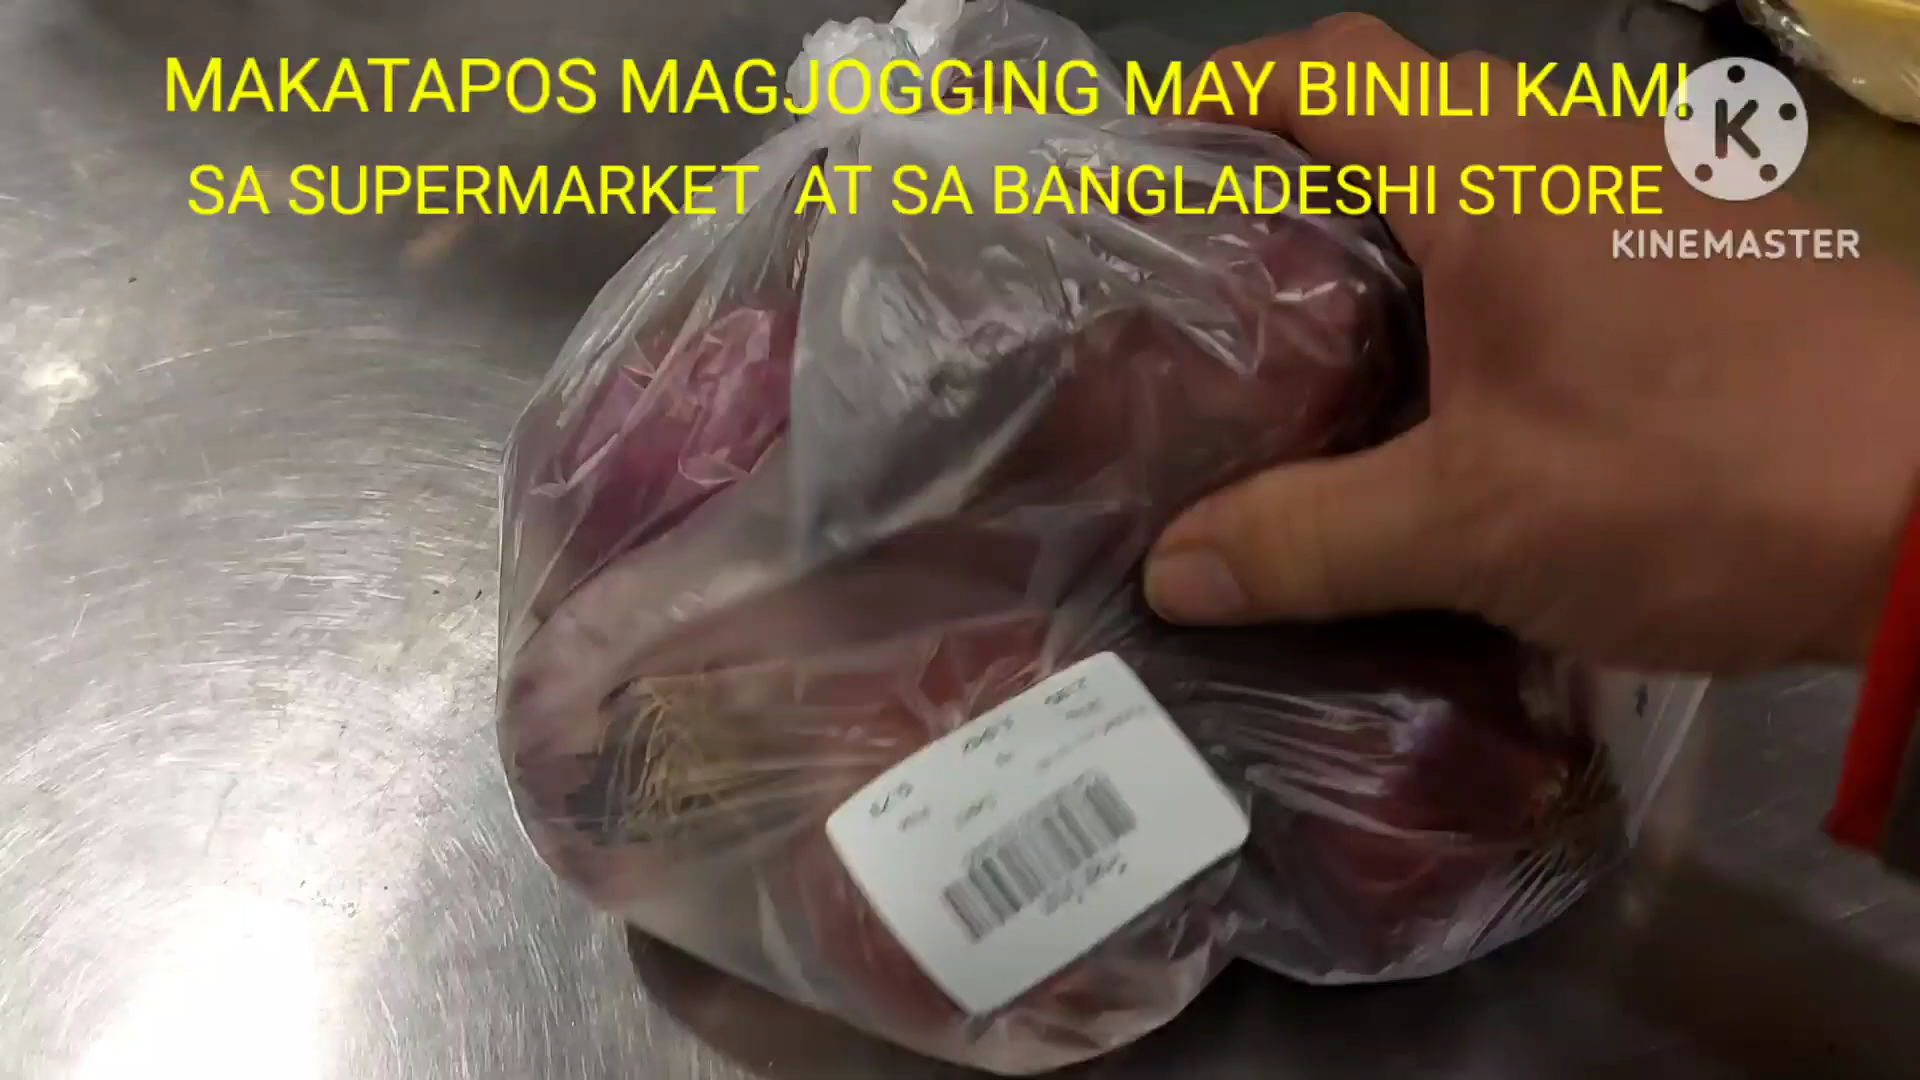 MAKATAPOS MAGJOGGING MAY BINILI KAMI
SA SUPERMARKET AT SA BANGLADESHI STORE
K
KINEMASTER